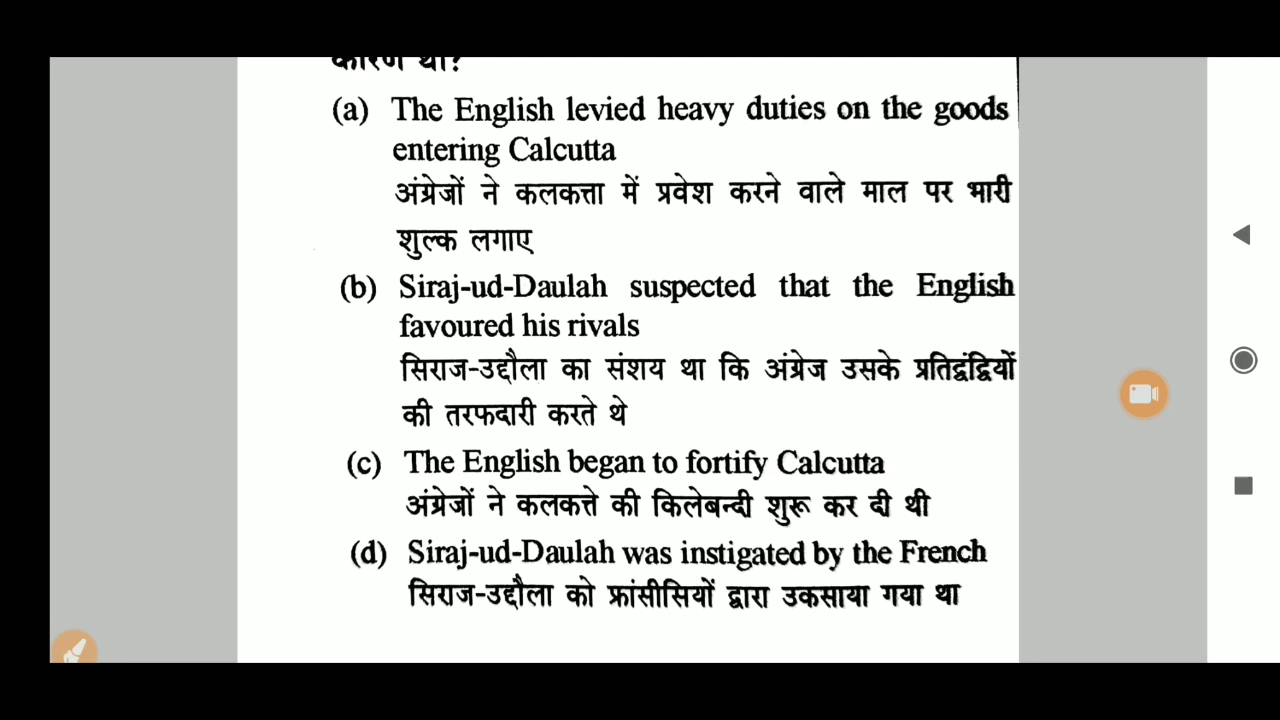 कारण था?
(a) The English levied heavy duties on the goods
entering Calcutta
अंग्रेजों ने कलकत्ता में प्रवेश करने वाले माल पर भारी
शुल्क लगाए
(b) Siraj-ud-Daulah suspected that the English
favoured his rivals
सिराज-उद्दौला का संशय था कि अंग्रेज उसके प्रतिद्वंद्वियों
की तरफदारी करते थे
(c) The English began to fortify Calcutta
अंग्रेजों ने कलकत्ते की किलेबन्दी शुरू कर दी थी
(d) Siraj-ud-Daulah was instigated by the French
सिराज-उद्दौला को फ्रांसीसियों द्वारा उकसाया गया था